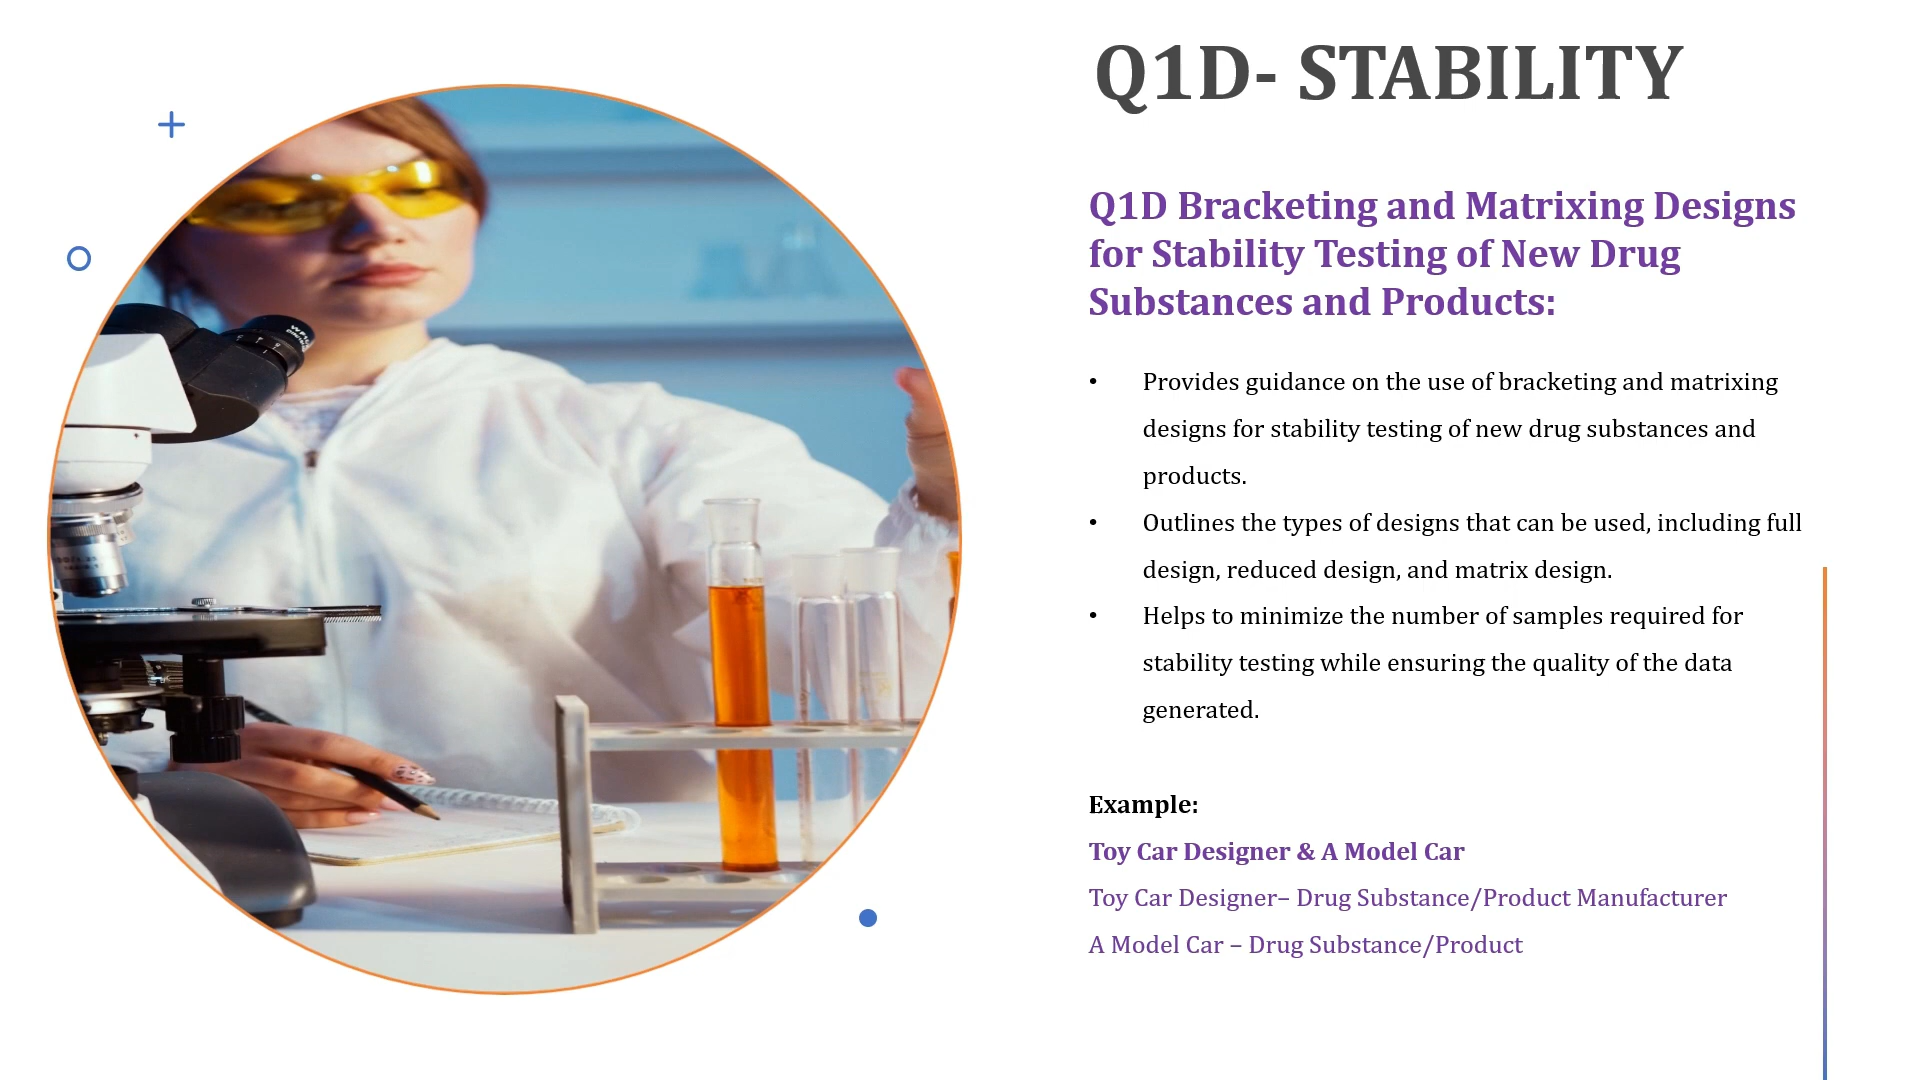 Q1D- STABILITY
Q1D Bracketing and Matrixing Designs
for Stability Testing of New Drug
Substances and Products:
• Provides guidance on the use of bracketing and matrixing
designs for stability testing of new drug substances and
products.
• Outlines the types of designs that can be used, including full
design, reduced design, and matrix design.
• Helps to minimize the number of samples required for
stability testing while ensuring the quality of the data
generated.
Example:
Toy Car Designer & A Model Car
Toy Car Designer– Drug Substance/Product Manufacturer
A Model Car – Drug Substance/Product